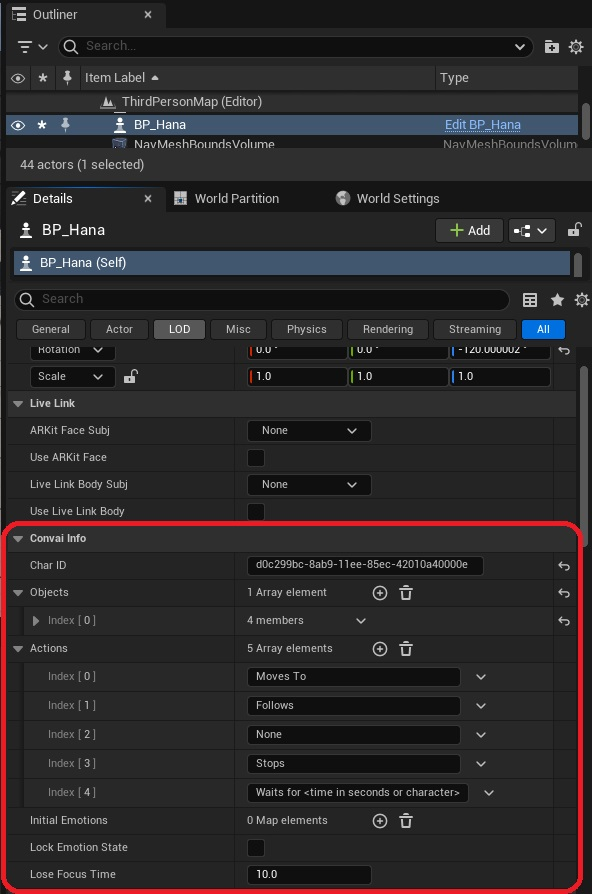 Outliner
Search...
Item Label Type
ThirdPersonMap (Editor)
BP_Hana Edit BP_Hana
NavMeshBoundsVolume NavMeshBoundsVolum
44 actors (1 selected)
Details World Partition World Settings
BP_Hana Add
BP_Hana (Self)
Search
General Actor LOD Misc Physics Rendering Streaming All
Rotation 0.0 ° 0.0 ° -120.000002 °
Scale 1.0 1.0 1.0
Live Link
ARKit Face Subj None
Use ARKit Face
Live Link Body Subj None
Use Live Link Body
Convai Info
Char ID d0c299bc-8ab9-11ee-85ec-42010a40000e
Objects 1 Array element
Index [ 0 ] 4 members
Actions 5 Array elements
Index [ 0 ] Moves To
Index [ 1 ] Follows
Index [ 2 ] None
Index [ 3 ] Stops
Index [ 4 ] Waits for <time in seconds or character>
Initial Emotions 0 Map elements
Lock Emotion State
Lose Focus Time 10.0